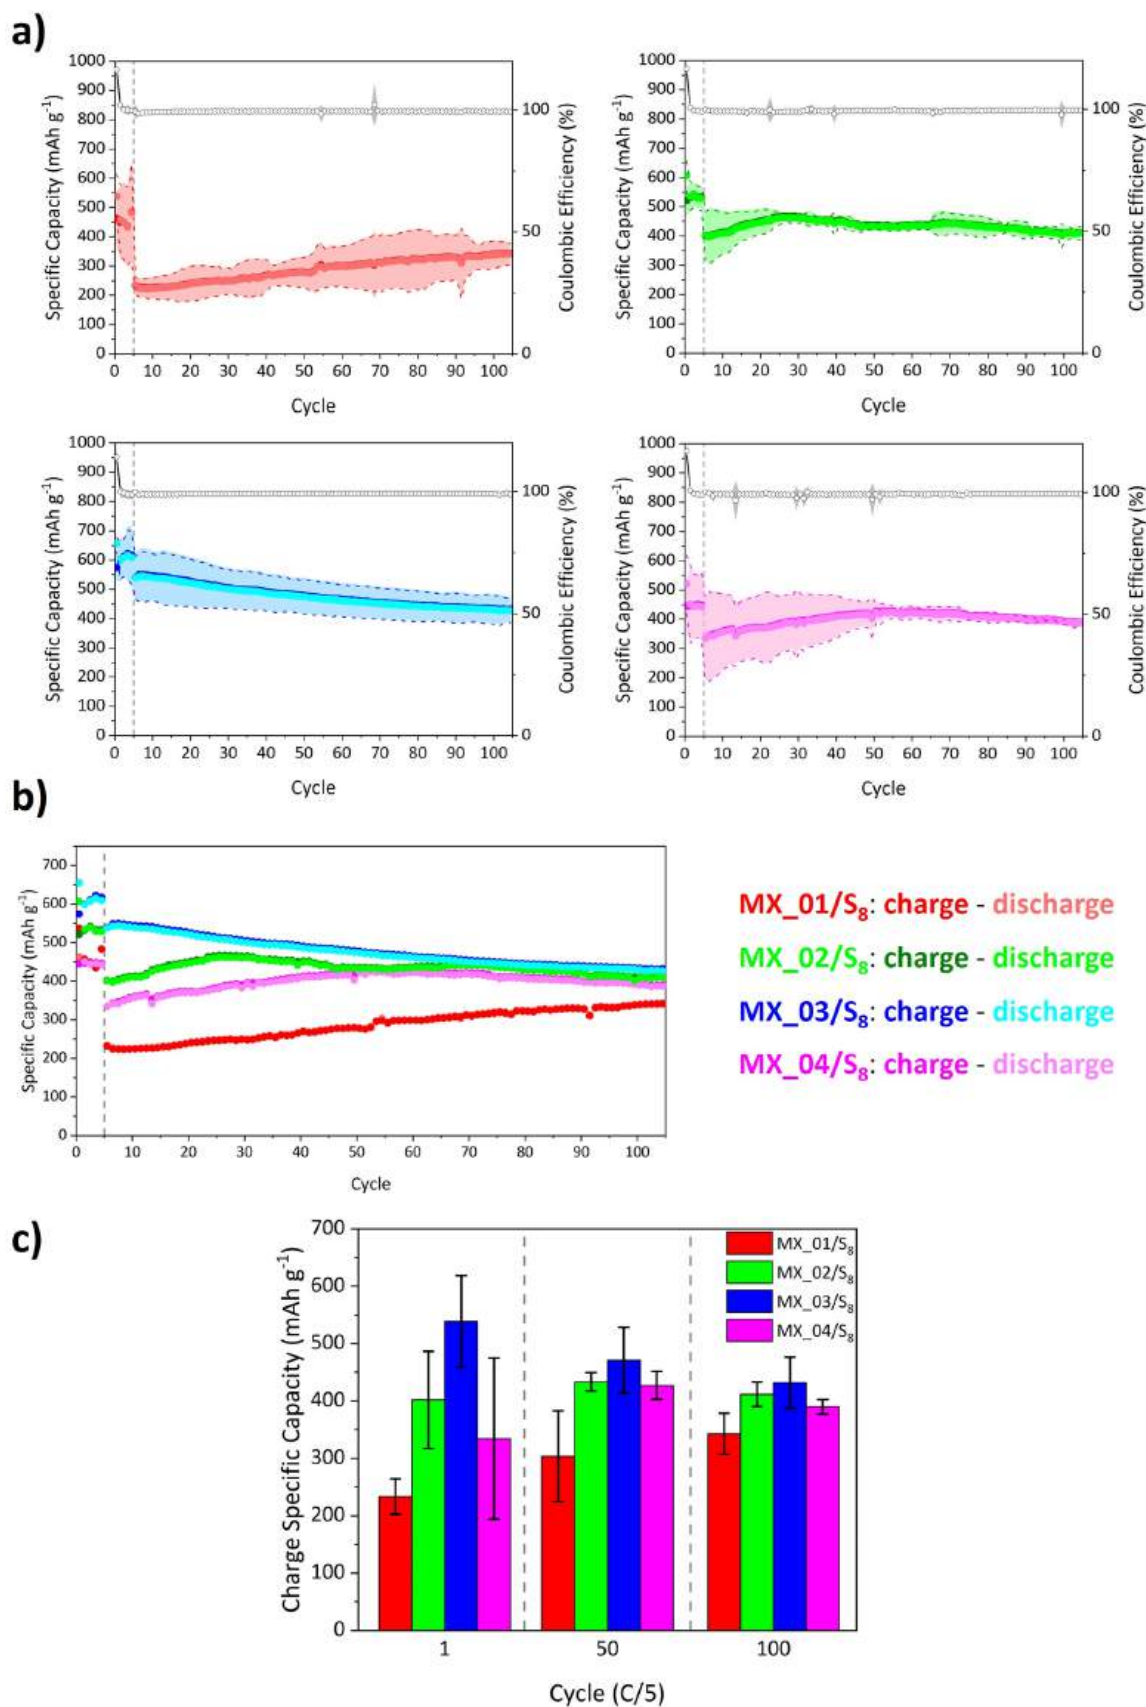 a)
1000
900
800
700
600
500
400
300
200
100
0
Specific Capacity (mAh g⁻¹)
0 10 20 30 40 50 60 70 80 90 100
Cycle
100
50
0
Coulombic Efficiency (%)
1000
900
800
700
600
500
400
300
200
100
0
Specific Capacity (mAh g⁻¹)
0 10 20 30 40 50 60 70 80 90 100
Cycle
100
50
0
Coulombic Efficiency (%)
1000
900
800
700
600
500
400
300
200
100
0
Specific Capacity (mAh g⁻¹)
0 10 20 30 40 50 60 70 80 90 100
Cycle
100
50
0
Coulombic Efficiency (%)
1000
900
800
700
600
500
400
300
200
100
0
Specific Capacity (mAh g⁻¹)
0 10 20 30 40 50 60 70 80 90 100
Cycle
100
50
0
Coulombic Efficiency (%)
b)
700
600
500
400
300
200
100
0
Specific Capacity (mAh g⁻¹)
0 10 20 30 40 50 60 70 80 90 100
Cycle
MX_01/S₈: charge - discharge
MX_02/S₈: charge - discharge
MX_03/S₈: charge - discharge
MX_04/S₈: charge - discharge
c)
700
600
500
400
300
200
100
0
Charge Specific Capacity (mAh g⁻¹)
MX_01/S₈
MX_02/S₈
MX_03/S₈
MX_04/S₈
1 50 100
Cycle (C/5)